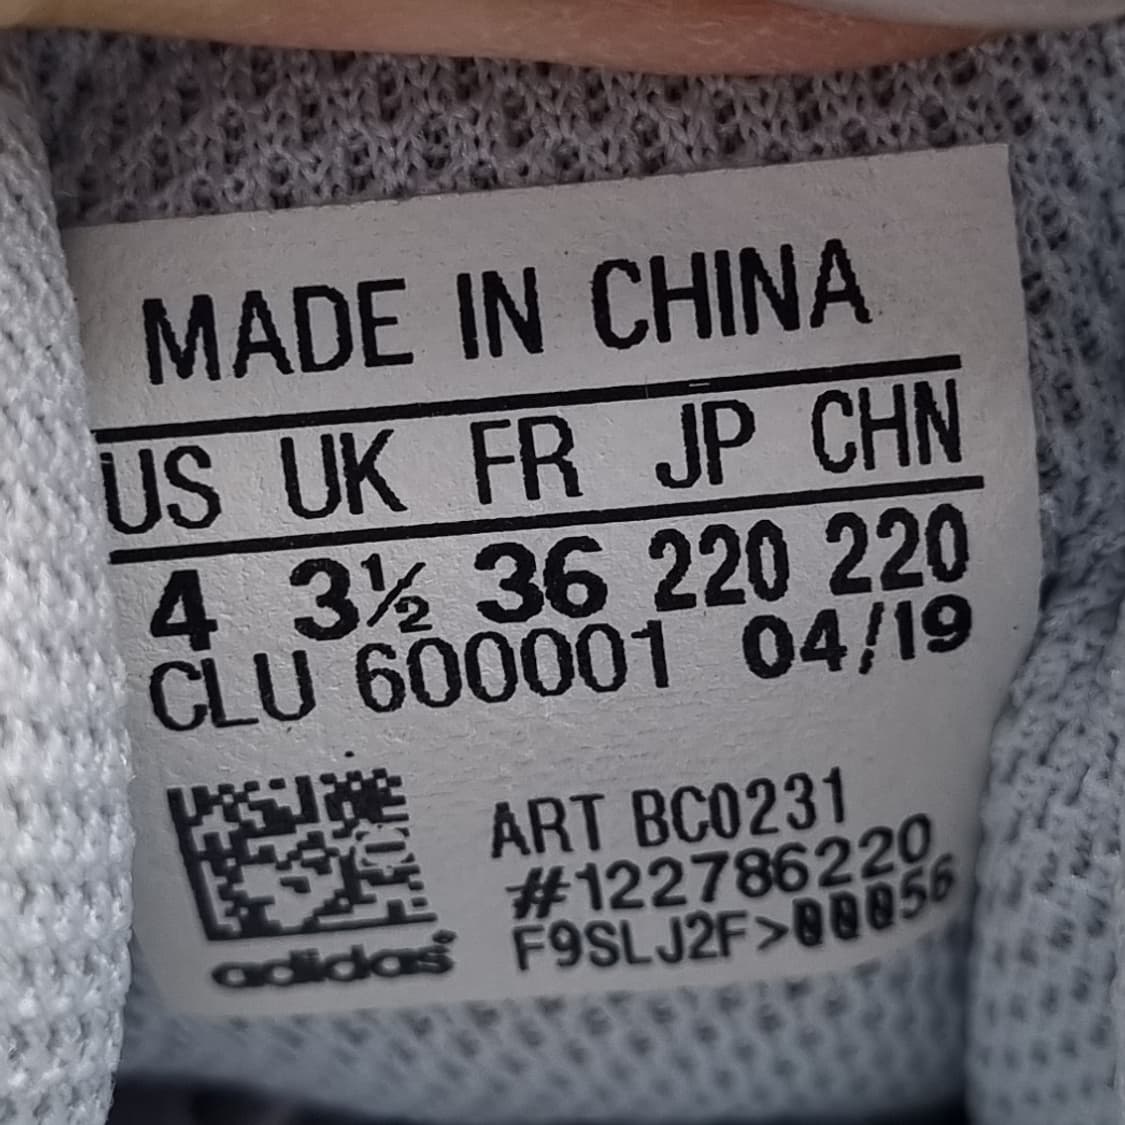 MADE IN CHINA
US UK FR JP CHN
4 3½ 36 220 220
CLU 600001 04/19
ART BC0231
#122786220
F9SLJ2F>00056
adidas